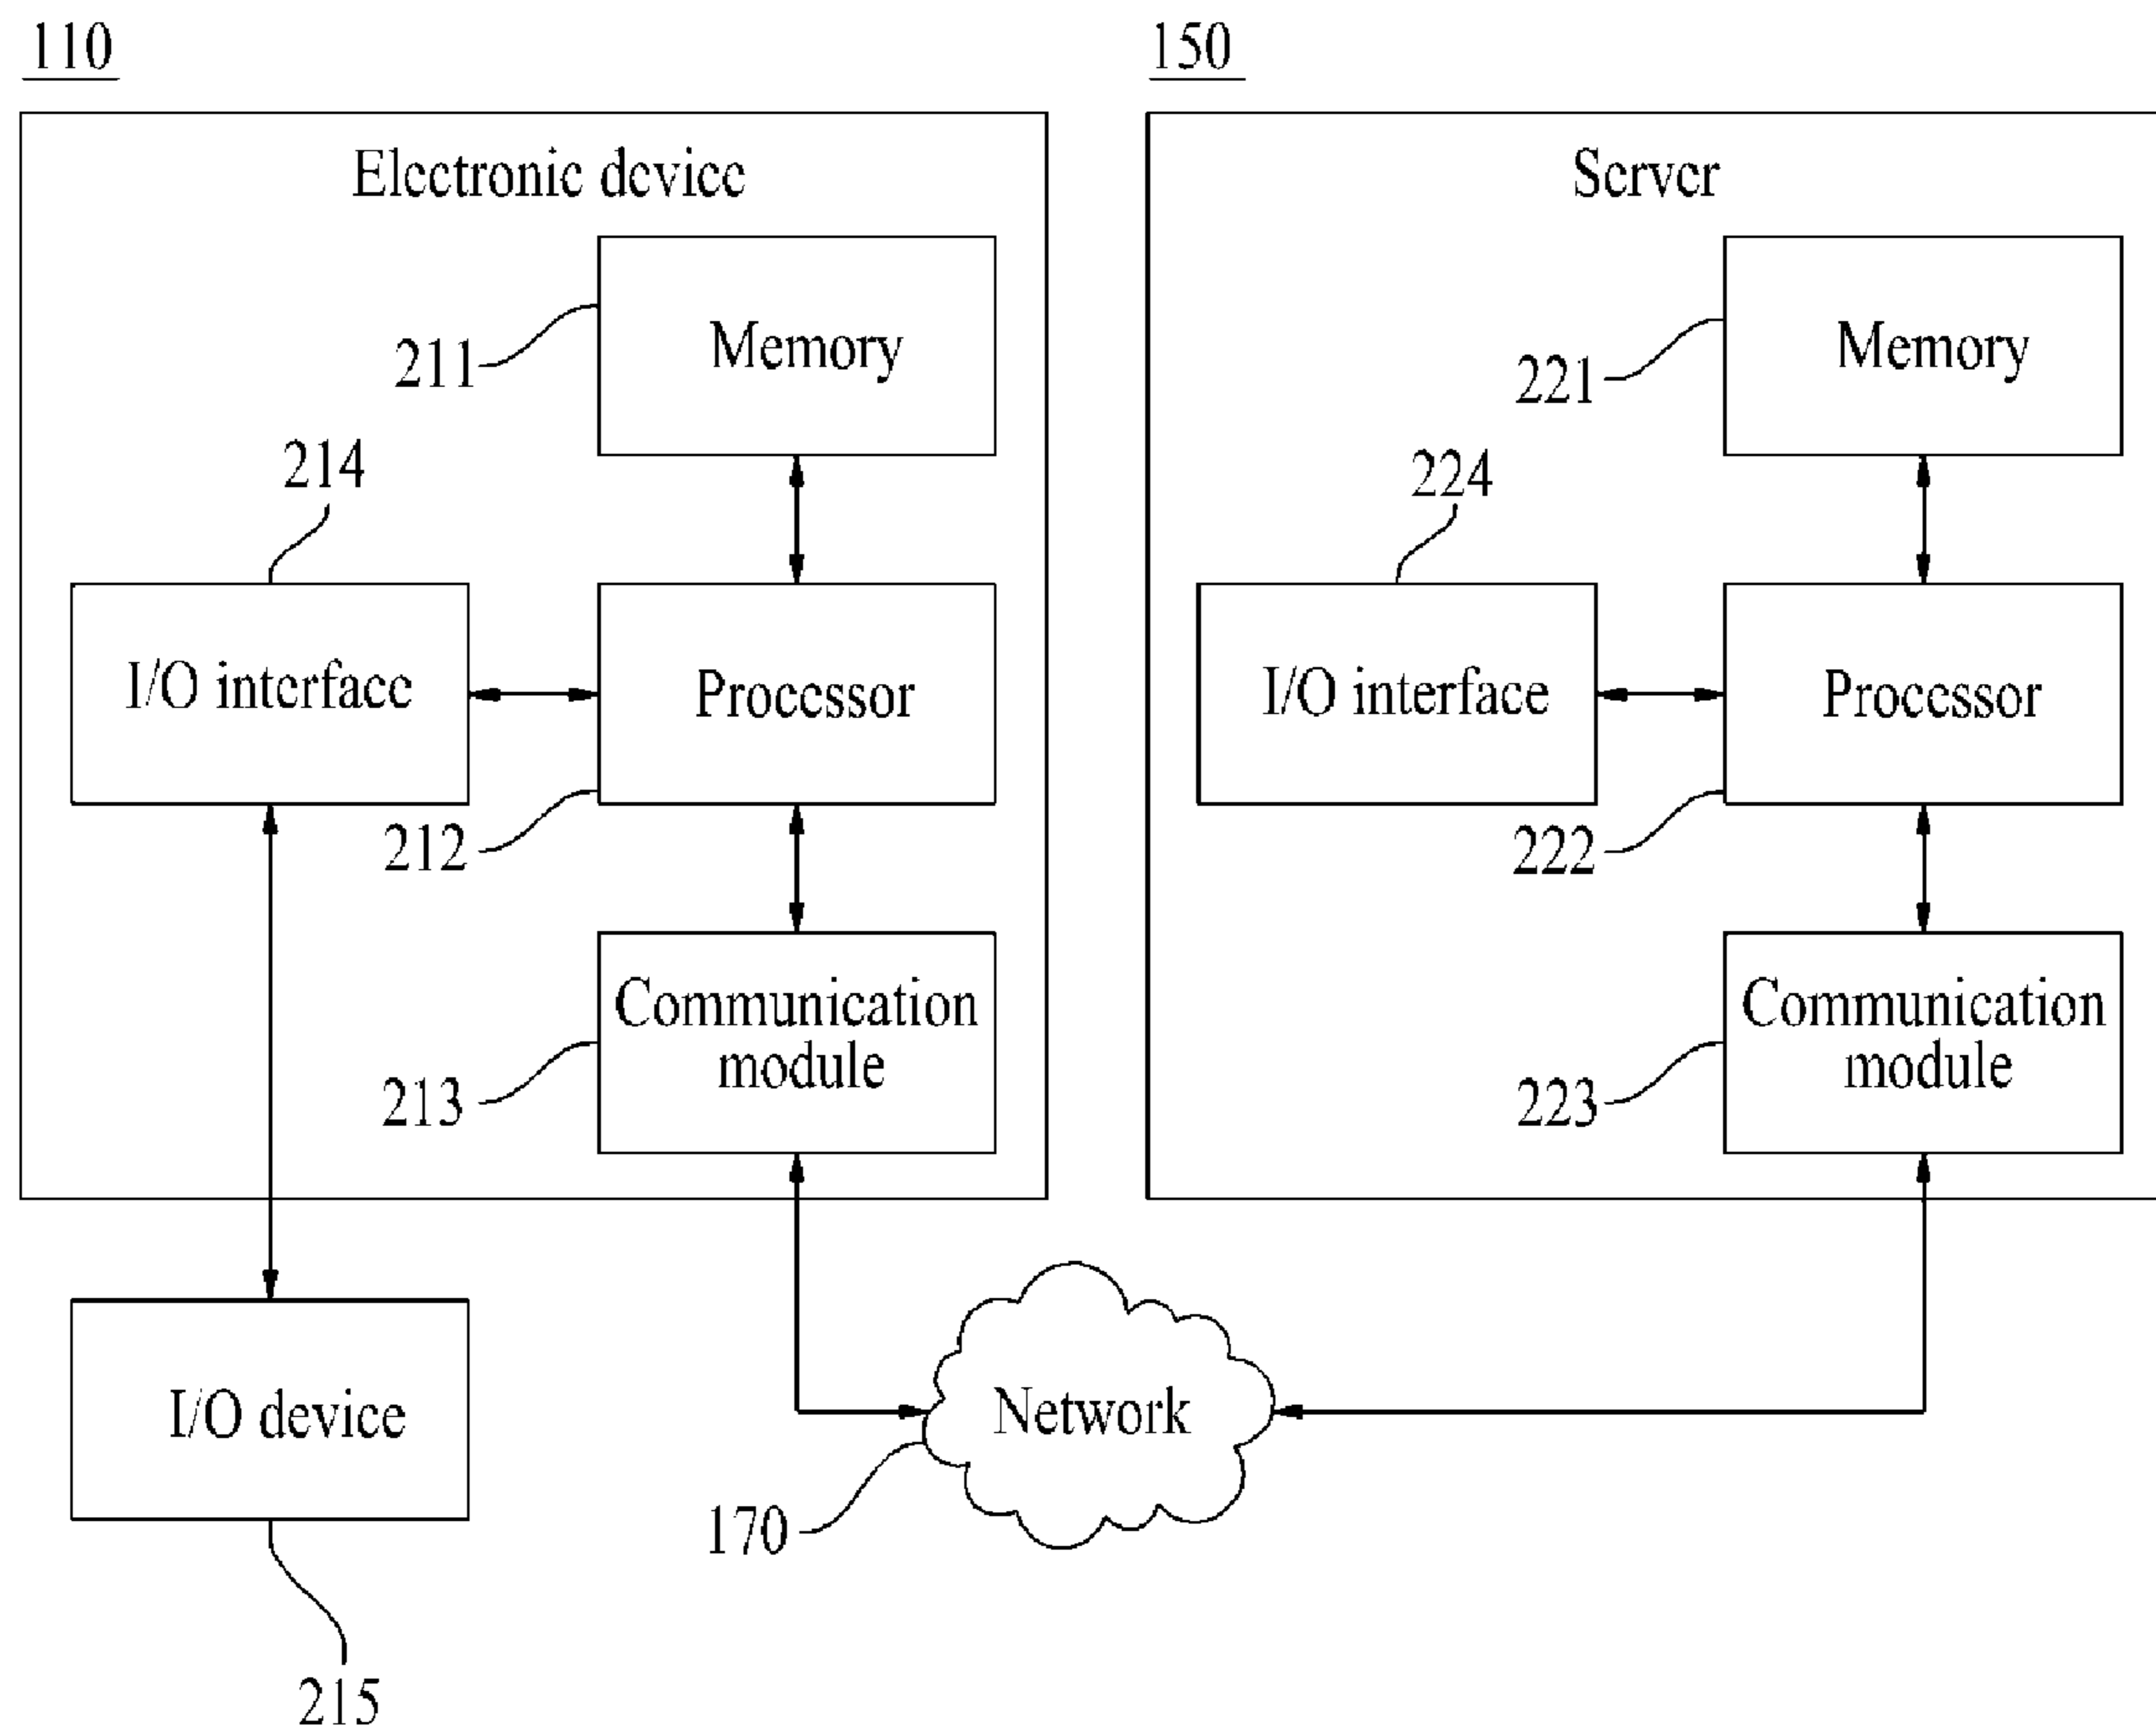 110
150
Electronic device
Server
Memory
Memory
211
221
214
224
I/O interface
Processor
I/O interface
Processor
212
222
Communication
module
Communication
module
213
223
I/O device
Network
170
215